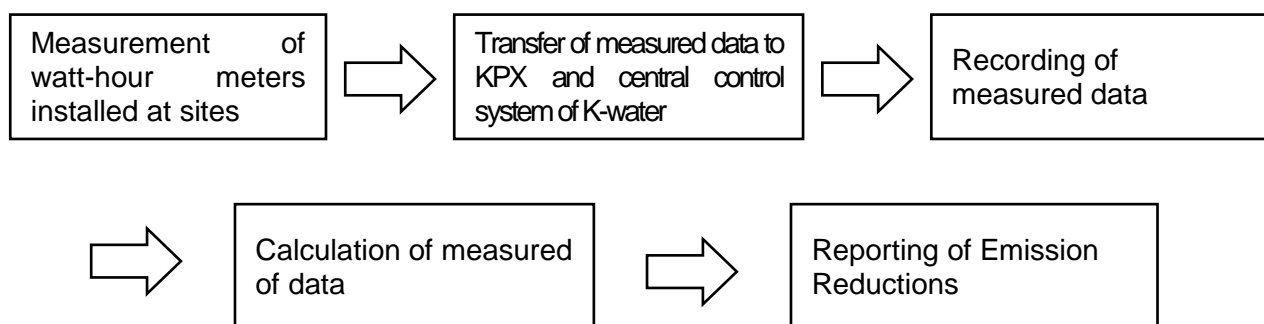 Measurement of
watt-hour meters
installed at sites
Transfer of measured data to
KPX and central control
system of K-water
Recording of
measured data
Calculation of measured
of data
Reporting of Emission
Reductions